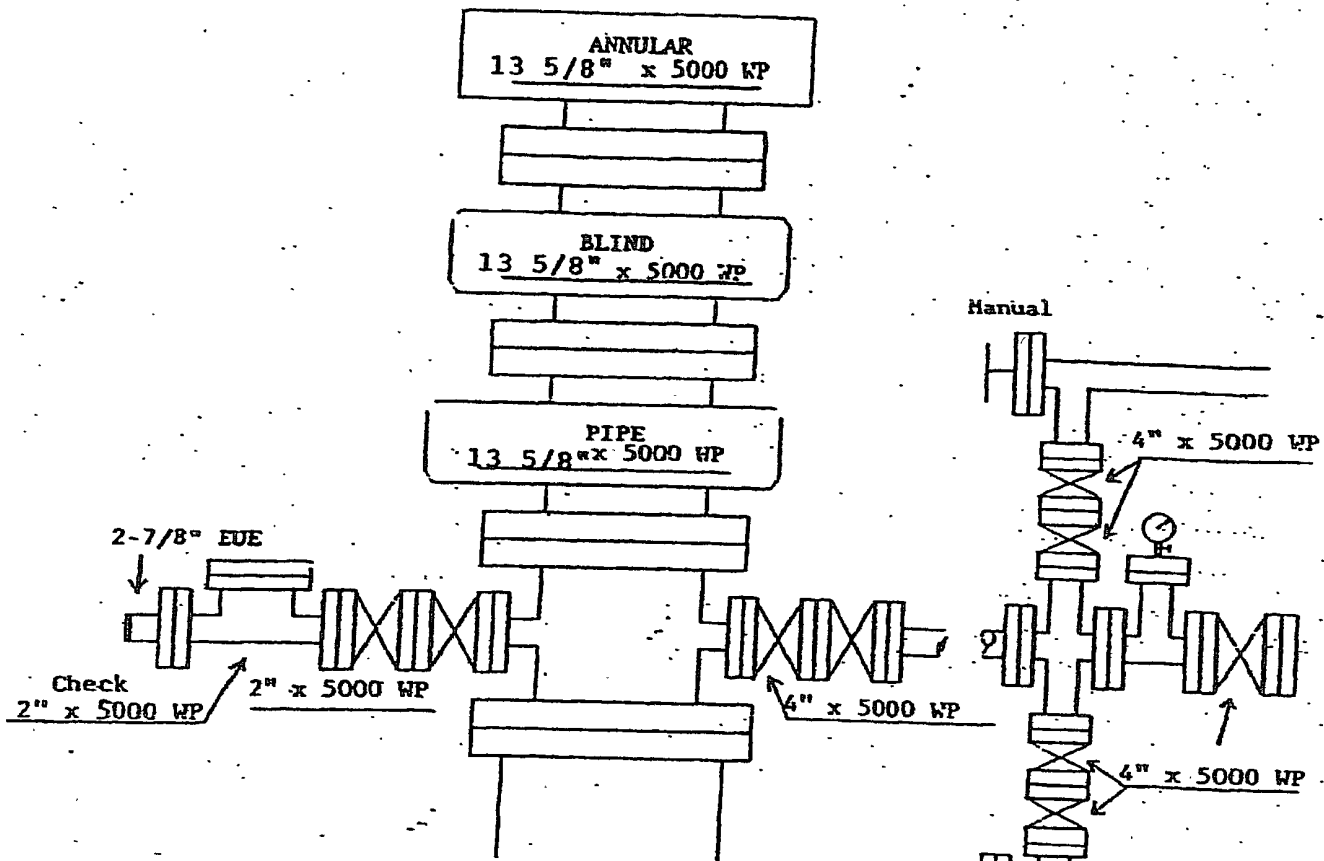 ANNULAR
13 5/8" x 5000 WP
BLIND
13 5/8" x 5000 WP
Manual
PIPE
13 5/8" x 5000 WP
4" x 5000 WP
2-7/8" EUE
Check
2" x 5000 WP
2" x 5000 WP
4" x 5000 WP
4" x 5000 WP